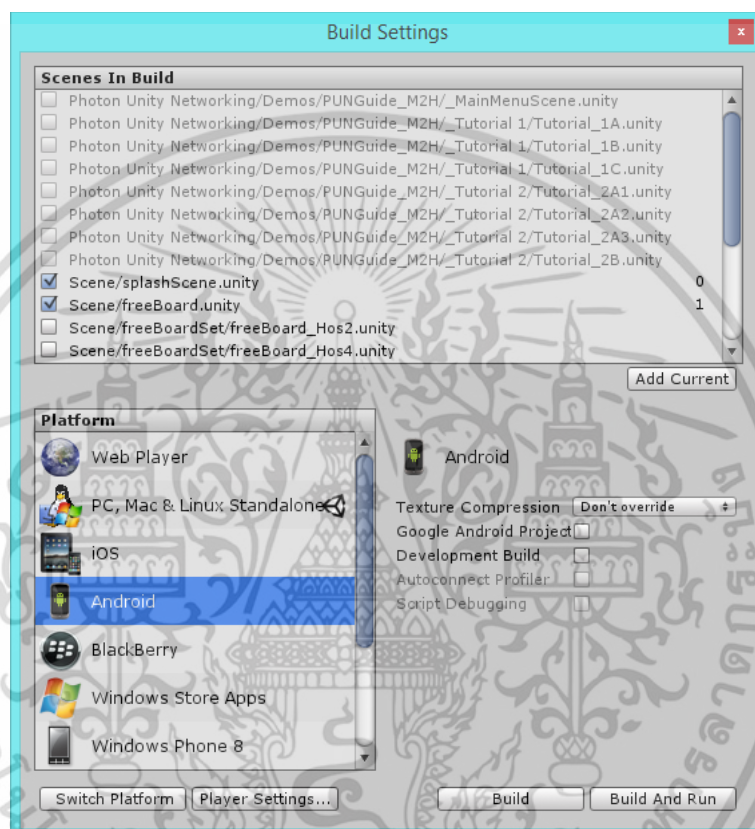 Build Settings
x
Scenes In Build
Photon Unity Networking/Demos/PUNGuide_M2H/_MainMenuScene.unity
Photon Unity Networking/Demos/PUNGuide_M2H/_Tutorial 1/Tutorial_1A.unity
Photon Unity Networking/Demos/PUNGuide_M2H/_Tutorial 1/Tutorial_1B.unity
Photon Unity Networking/Demos/PUNGuide_M2H/_Tutorial 1/Tutorial_1C.unity
Photon Unity Networking/Demos/PUNGuide_M2H/_Tutorial 2/Tutorial_2A1.unity
Photon Unity Networking/Demos/PUNGuide_M2H/_Tutorial 2/Tutorial_2A2.unity
Photon Unity Networking/Demos/PUNGuide_M2H/_Tutorial 2/Tutorial_2A3.unity
Photon Unity Networking/Demos/PUNGuide_M2H/_Tutorial 2/Tutorial_2B.unity
Scene/splashScene.unity 0
Scene/freeBoard.unity 1
Scene/freeBoardSet/freeBoard_Hos2.unity
Scene/freeBoardSet/freeBoard_Hos4.unity
Add Current
Platform
Web Player
PC, Mac & Linux Standalone
iOS
Android
BlackBerry
Windows Store Apps
Windows Phone 8
Android
Texture Compression Don't override
Google Android Project
Development Build
Autoconnect Profiler
Script Debugging
Switch Platform Player Settings... Build Build And Run